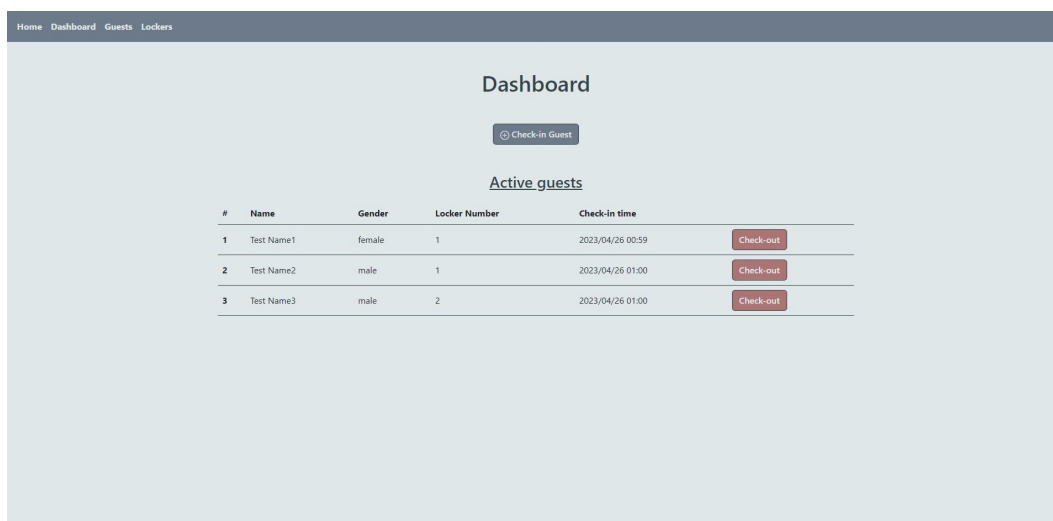 Home Dashboard Guests Lockers
Dashboard
Check-in Guest
Active guests
# Name Gender Locker Number Check-in time
1 Test Name1 female 1 2023/04/26 00:59 Check-out
2 Test Name2 male 1 2023/04/26 01:00 Check-out
3 Test Name3 male 2 2023/04/26 01:00 Check-out